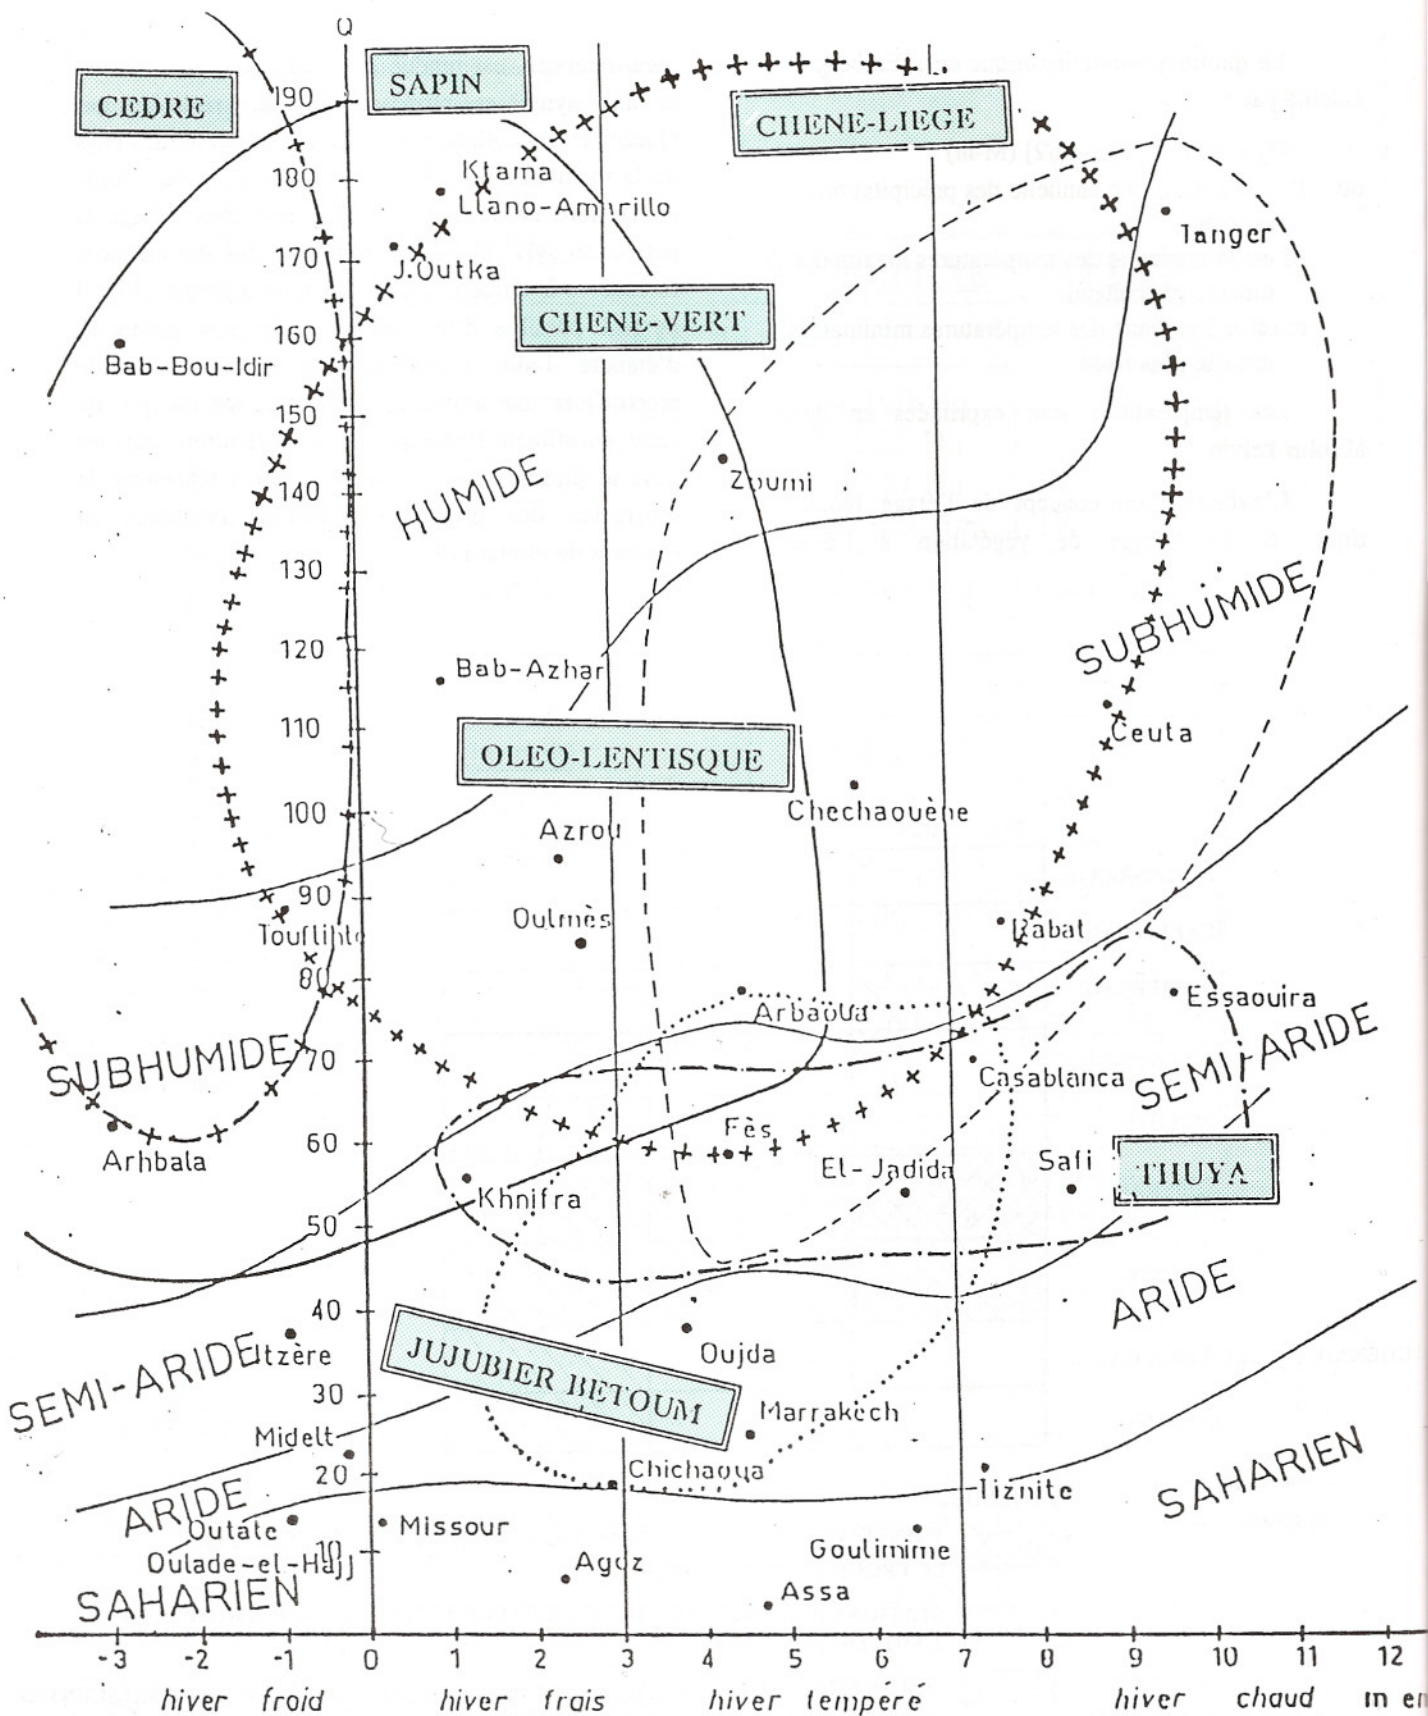 Q
CEDRE
SAPIN
CHENE-LIEGE
190
Ktama
180
Llano-Amarillo
Tanger
170
J.Outka
CHENE-VERT
160
Bab-Bou-Idir
150
HUMIDE
Zoumi
140
130
SUBHUMIDE
120
Bab-Azhar
110
Ceuta
OLEO-LENTISQUE
100
Chechaouène
Azrou
90
Oulmès
Rabat
80
Arbaoua
Essaouira
SUBHUMIDE
70
Casablanca
SEMI-ARIDE
60
Fès
Arhbala
El-Jadida
Safi
THUYA
Khnifra
50
ARIDE
40
SEMI-ARIDE
Itzère
JUJUBIER BETOUM
Oujda
30
Marrakech
Midelt
20
Chichaoua
Tiznite
SAHARIEN
ARIDE
Outate
Oulade-el-Hajj
Missour
10
Agoz
Goulimime
SAHARIEN
Assa
-3 -2 -1 0 1 2 3 4 5 6 7 8 9 10 11 12
hiver froid hiver frais hiver tempéré hiver chaud m en